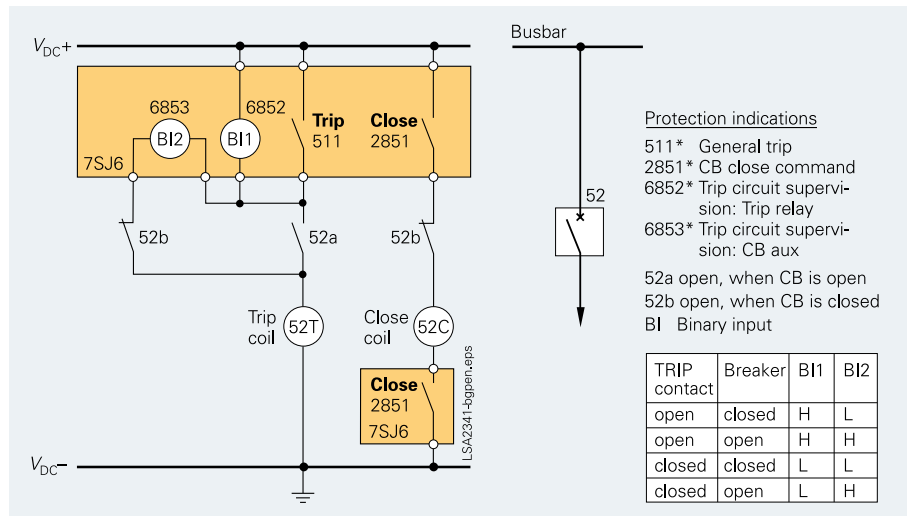 Busbar
VDC+
6853
6852
Trip
Close
BI2
BI1
511
2851
7SJ6
52b
52a
52b
52
Trip
coil
52T
Close
coil
52C
Close
2851
7SJ6
LSA2341-bgpen.eps
VDC–
Protection indications
511* General trip
2851* CB close command
6852* Trip circuit supervi-
sion: Trip relay
6853* Trip circuit supervi-
sion: CB aux
52a open, when CB is open
52b open, when CB is closed
BI Binary input
TRIP contact Breaker BI1 BI2
open closed H L
open open H H
closed closed L L
closed open L H